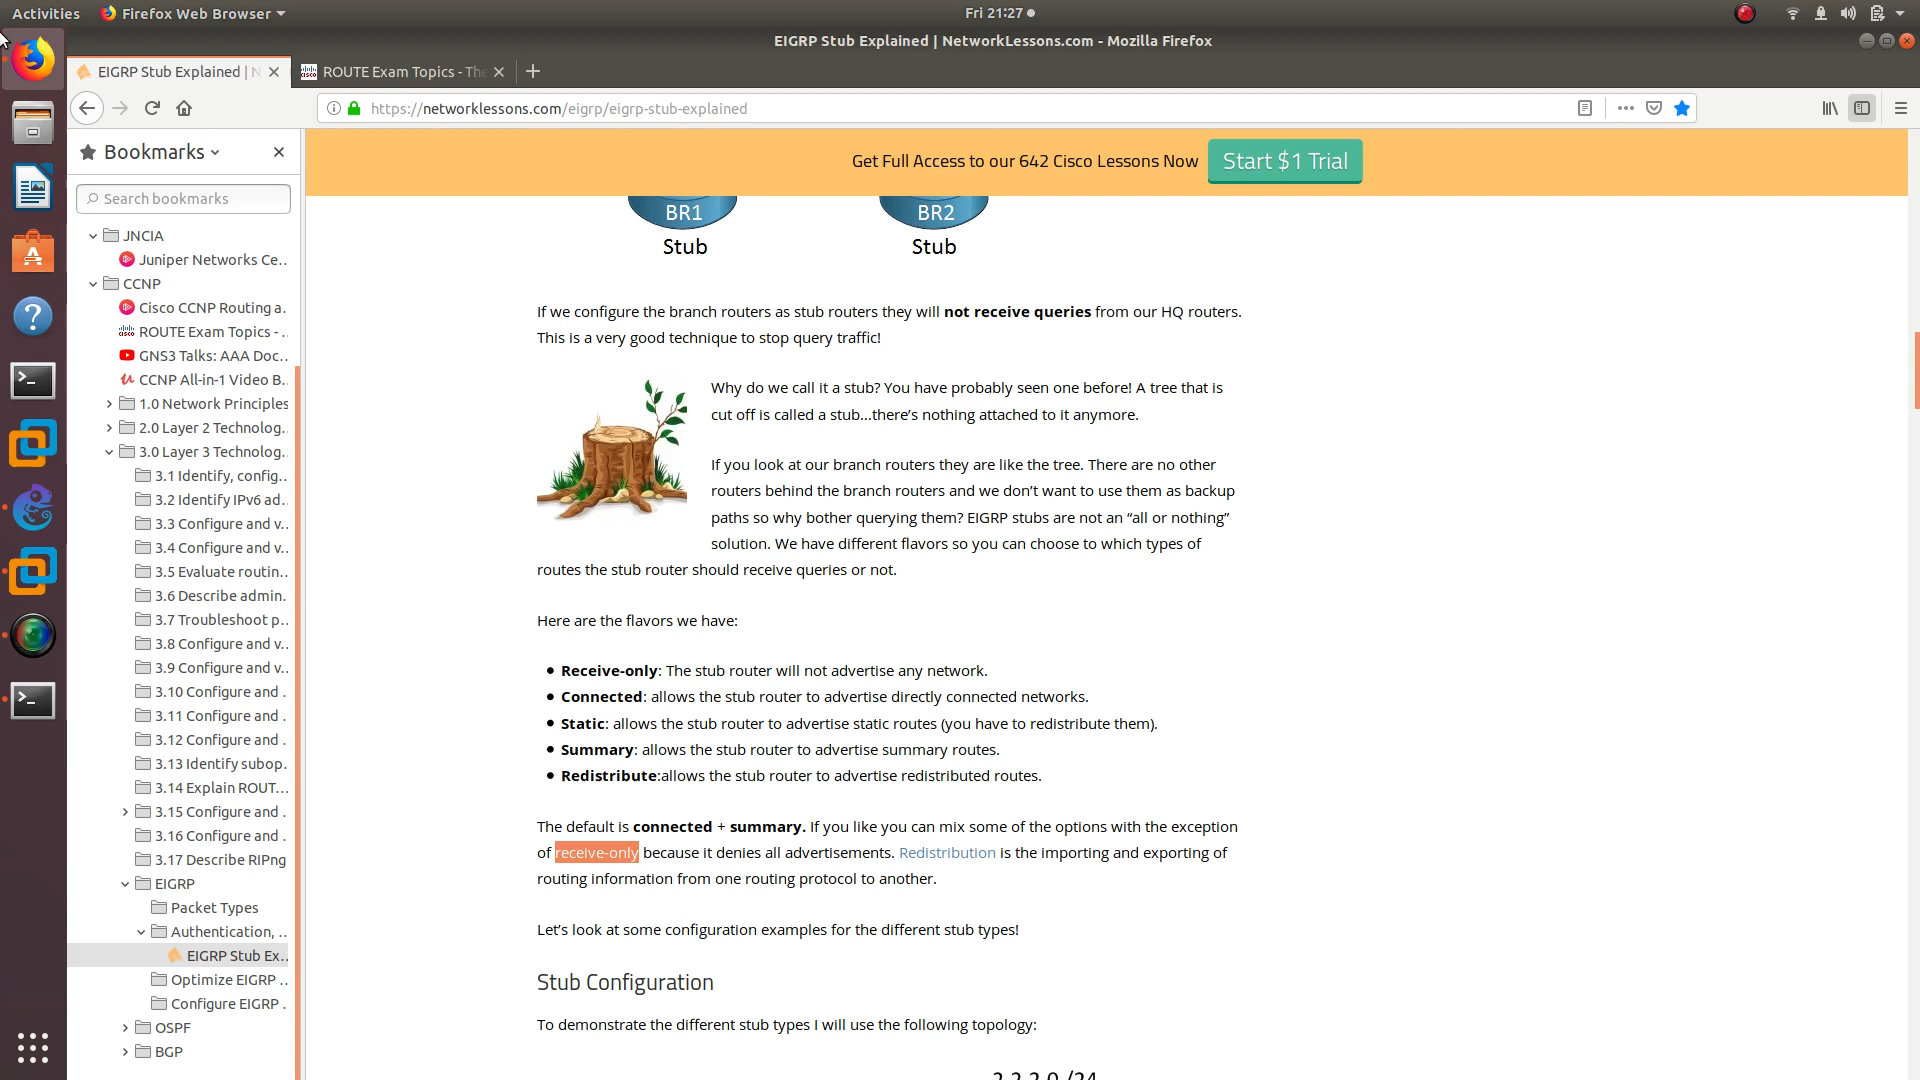 Activities
Firefox Web Browser
Fri 21:27
EIGRP Stub Explained | NetworkLessons.com - Mozilla Firefox
EIGRP Stub Explained | N
ROUTE Exam Topics - The
https://networklessons.com/eigrp/eigrp-stub-explained
Bookmarks
Search bookmarks
JNCIA
Juniper Networks Ce..
CCNP
Cisco CCNP Routing a.
ROUTE Exam Topics - ..
GNS3 Talks: AAA Doc..
CCNP All-in-1 Video B..
1.0 Network Principles
2.0 Layer 2 Technolog..
3.0 Layer 3 Technolog..
3.1 Identify, config..
3.2 Identify IPv6 ad..
3.3 Configure and v..
3.4 Configure and v..
3.5 Evaluate routin..
3.6 Describe admin.
3.7 Troubleshoot p..
3.8 Configure and v..
3.9 Configure and v..
3.10 Configure and .
3.11 Configure and .
3.12 Configure and .
3.13 Identify subop.
3.14 Explain ROUT...
3.15 Configure and .
3.16 Configure and .
3.17 Describe RIPng
EIGRP
Packet Types
Authentication, ..
EIGRP Stub Ex..
Optimize EIGRP ..
Configure EIGRP .
OSPF
BGP
Get Full Access to our 642 Cisco Lessons Now
Start $1 Trial
BR1
BR2
Stub
Stub
If we configure the branch routers as stub routers they will not receive queries from our HQ routers.
This is a very good technique to stop query traffic!
Why do we call it a stub? You have probably seen one before! A tree that is
cut off is called a stub...there's nothing attached to it anymore.
If you look at our branch routers they are like the tree. There are no other
routers behind the branch routers and we don't want to use them as backup
paths so why bother querying them? EIGRP stubs are not an “all or nothing”
solution. We have different flavors so you can choose to which types of
routes the stub router should receive queries or not.
Here are the flavors we have:
• Receive-only: The stub router will not advertise any network.
• Connected: allows the stub router to advertise directly connected networks.
• Static: allows the stub router to advertise static routes (you have to redistribute them).
• Summary: allows the stub router to advertise summary routes.
• Redistribute:allows the stub router to advertise redistributed routes.
The default is connected + summary. If you like you can mix some of the options with the exception
of receive-only because it denies all advertisements. Redistribution is the importing and exporting of
routing information from one routing protocol to another.
Let's look at some configuration examples for the different stub types!
Stub Configuration
To demonstrate the different stub types I will use the following topology:
2.2.2.0 /24